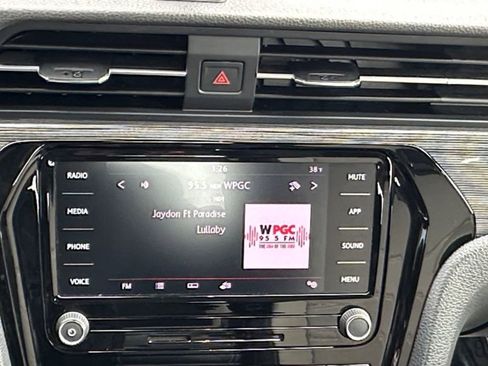 1:26
38°F
RADIO
MUTE
95.5 WPGC
HD1
MEDIA
Jaydon Ft Paradise
APP
Lullaby
WPGC
95.5 FM
PHONE
SOUND
VOICE
FM
MENU